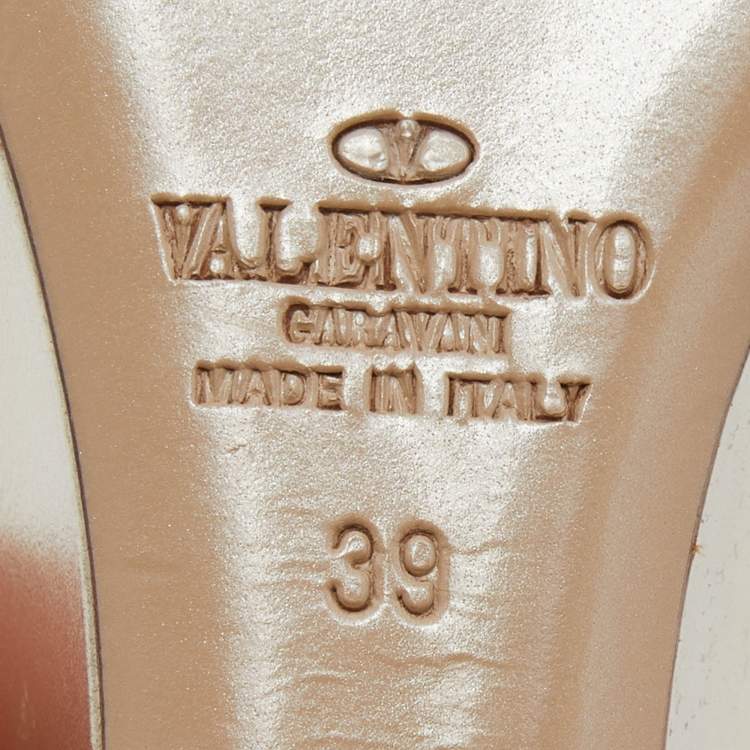 V
VALENTINO
GARAVANI
MADE IN ITALY
39